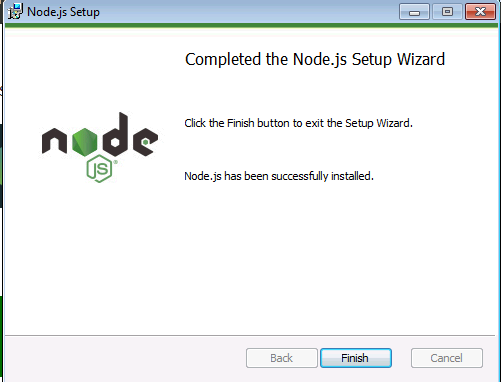 Node.js Setup
Completed the Node.js Setup Wizard
Click the Finish button to exit the Setup Wizard.
node
JS
Node.js has been successfully installed.
Back
Finish
Cancel